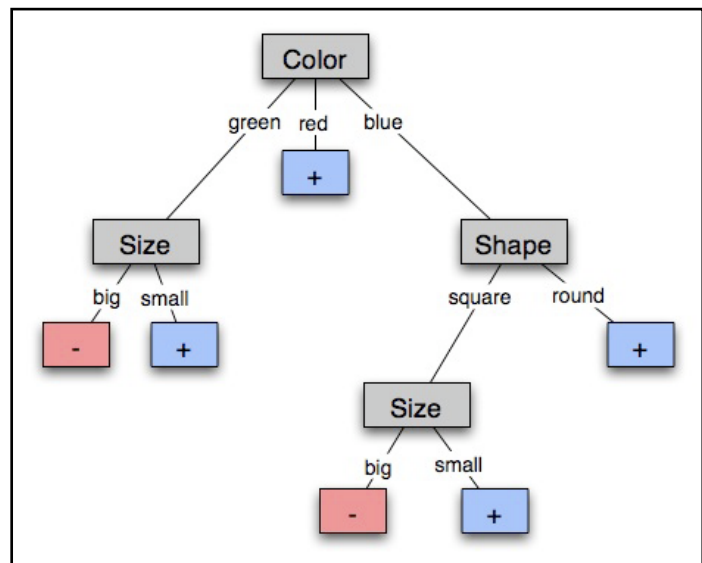 Color
green red blue
+
Size Shape
big small square round
- + +
Size
big small
- +